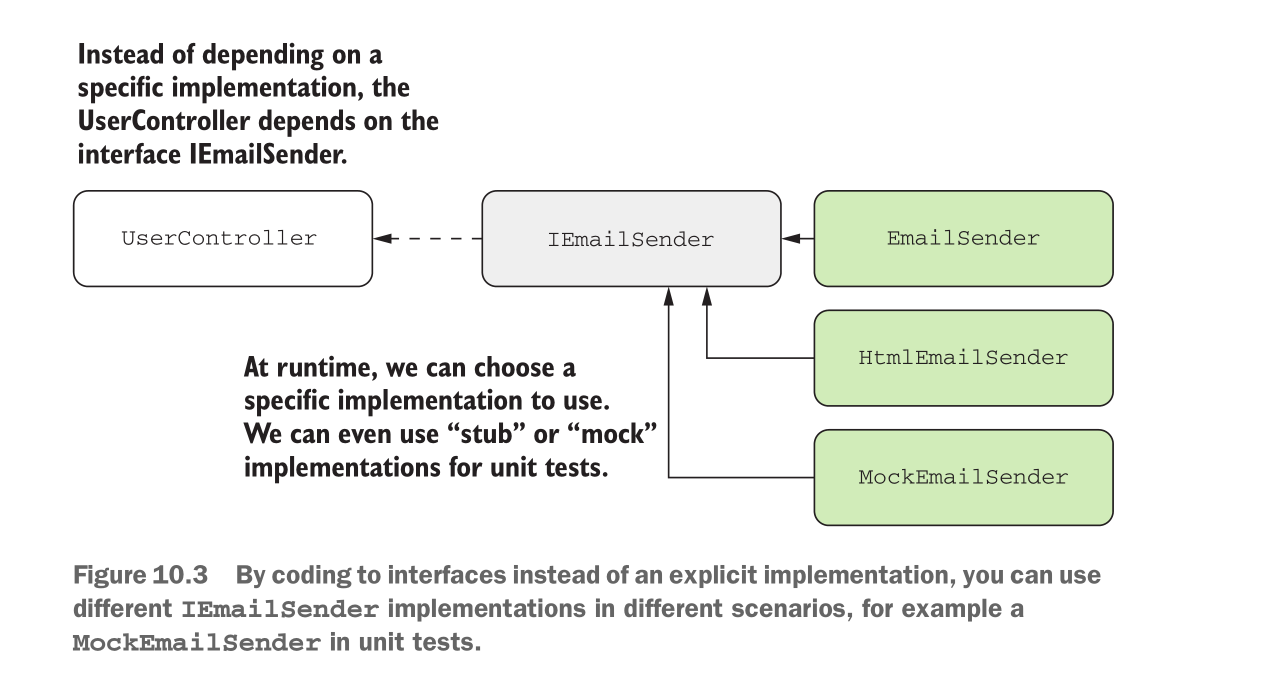 Instead of depending on a
specific implementation, the
UserController depends on the
interface IEmailSender.
UserController
IEmailSender
EmailSender
HtmlEmailSender
MockEmailSender
At runtime, we can choose a
specific implementation to use.
We can even use “stub” or “mock”
implementations for unit tests.
Figure 10.3 By coding to interfaces instead of an explicit implementation, you can use
different IEmailSender implementations in different scenarios, for example a
MockEmailSender in unit tests.